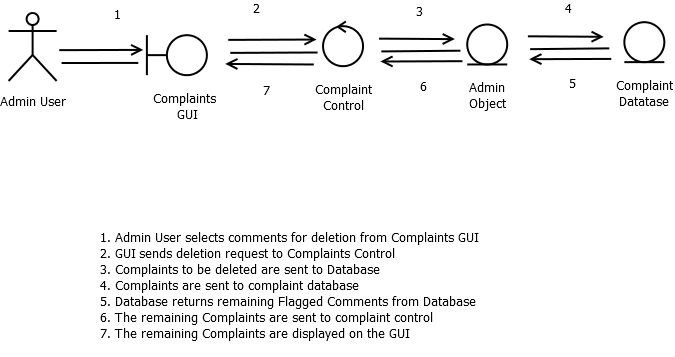 1
2
3
4
7
6
5
Admin User
Complaints
GUI
Complaint
Control
Admin
Object
Complaint
Datatase
1. Admin User selects comments for deletion from Complaints GUI
2. GUI sends deletion request to Complaints Control
3. Complaints to be deleted are sent to Database
4. Complaints are sent to complaint database
5. Database returns remaining Flagged Comments from Database
6. The remaining Complaints are sent to complaint control
7. The remaining Complaints are displayed on the GUI